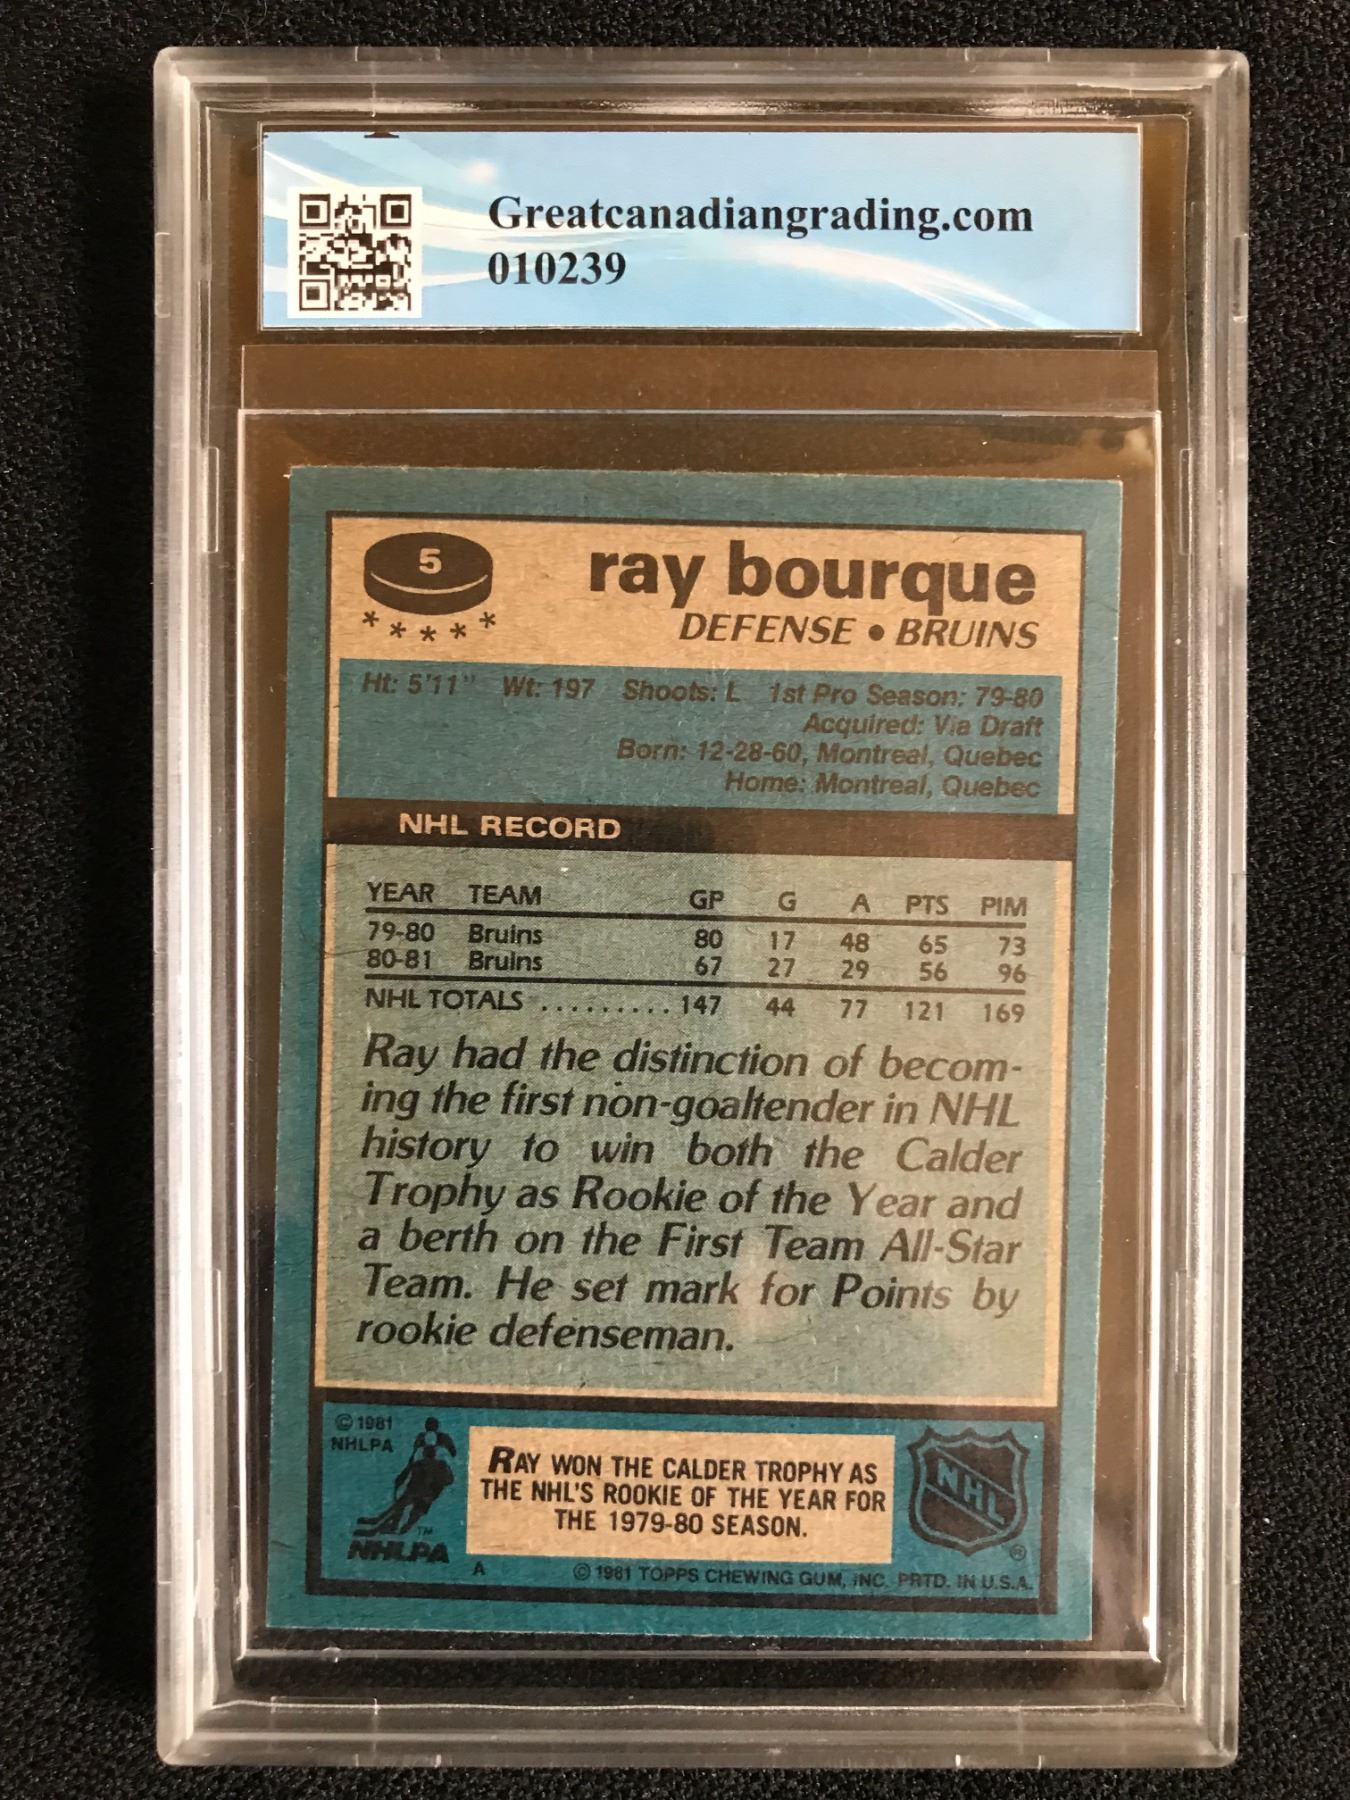 Greatcanadiangrading.com
010239
5
ray bourque
* * * * *
DEFENSE • BRUINS
Ht: 5'11" Wt: 197 Shoots: L 1st Pro Season: 79-80
Acquired: Via Draft
Born: 12-28-60, Montreal, Quebec
Home: Montreal, Quebec
NHL RECORD
YEAR TEAM GP G A PTS PIM
79-80 Bruins 80 17 48 65 73
80-81 Bruins 67 27 29 56 96
NHL TOTALS ......... 147 44 77 121 169
Ray had the distinction of becom-
ing the first non-goaltender in NHL
history to win both the Calder
Trophy as Rookie of the Year and
a berth on the First Team All-Star
Team. He set mark for Points by
rookie defenseman.
© 1981
NHLPA
RAY WON THE CALDER TROPHY AS
THE NHL'S ROOKIE OF THE YEAR FOR
THE 1979-80 SEASON.
NHL
®
TM
NHLPA
A © 1981 TOPPS CHEWING GUM, INC. PRTD. IN U.S.A.